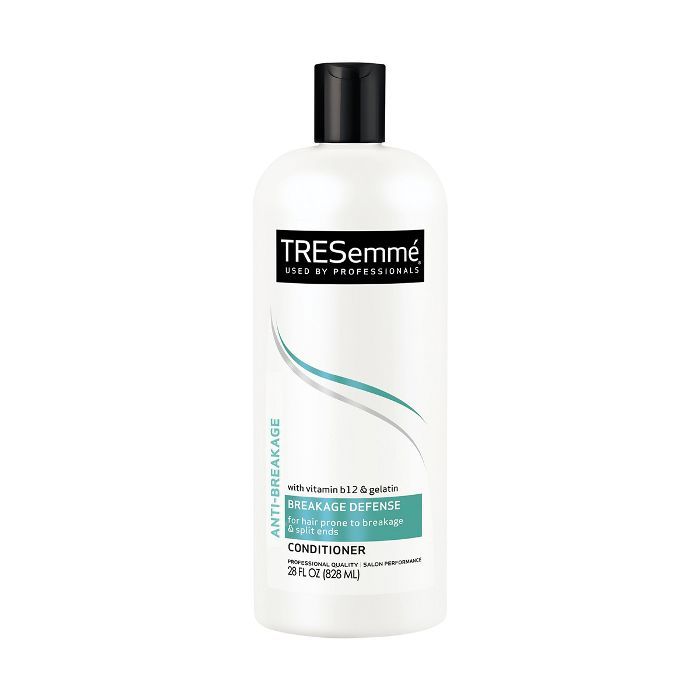 TRESemmé®
USED BY PROFESSIONALS
ANTI-BREAKAGE
with vitamin b12 & gelatin
BREAKAGE DEFENSE
for hair prone to breakage
& split ends
CONDITIONER
PROFESSIONAL QUALITY | SALON PERFORMANCE
28 FL OZ (828 ML)